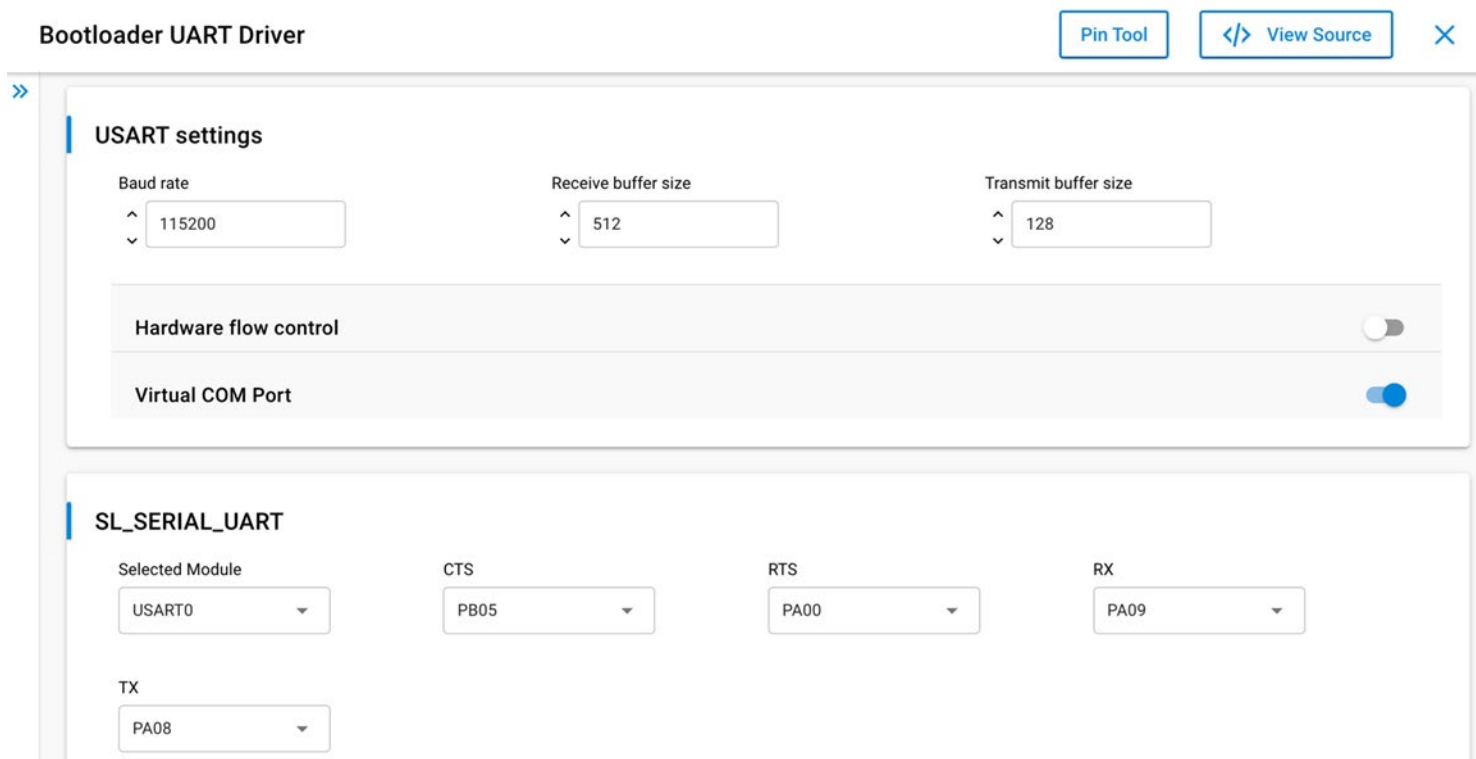 Bootloader UART Driver
Pin Tool
</> View Source
USART settings
Baud rate
Receive buffer size
Transmit buffer size
115200
512
128
Hardware flow control
Virtual COM Port
SL_SERIAL_UART
Selected Module
CTS
RTS
RX
USART0
PB05
PA00
PA09
TX
PA08